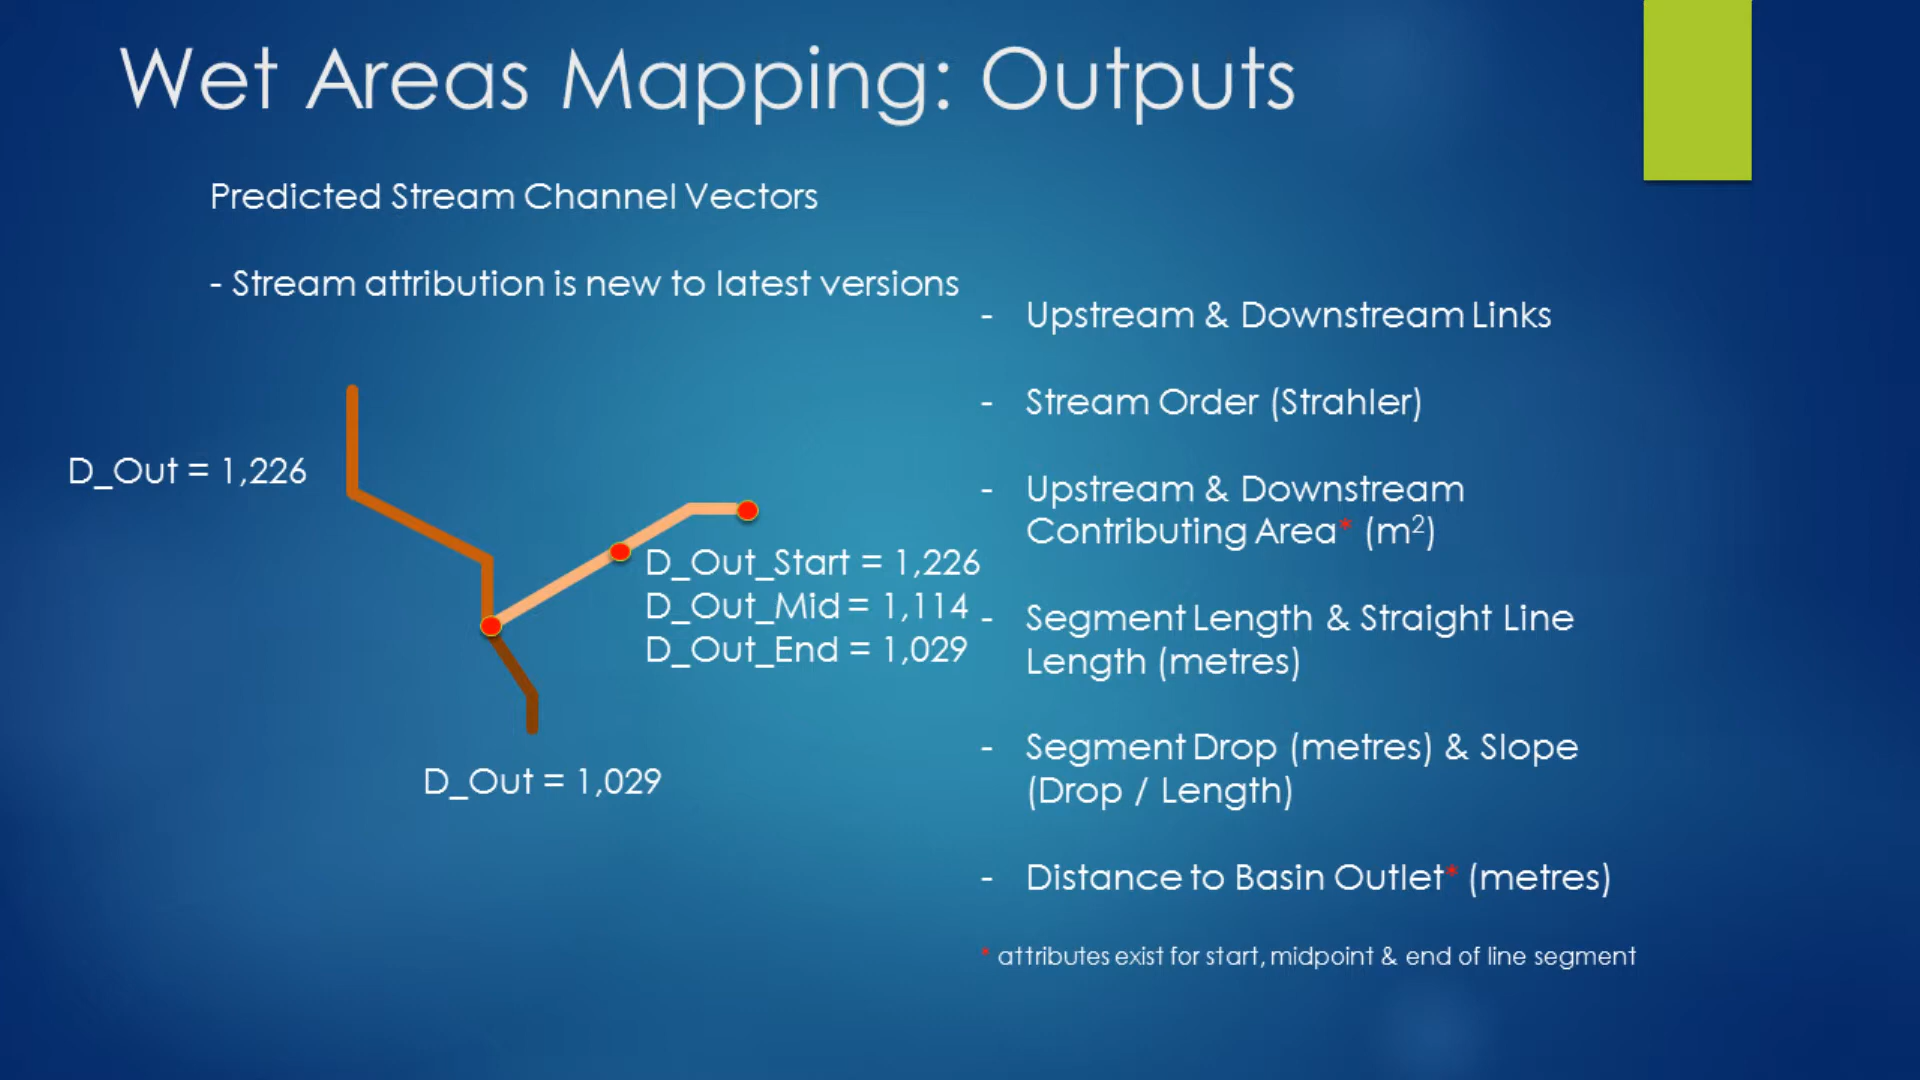 Wet Areas Mapping: Outputs
Predicted Stream Channel Vectors
- Stream attribution is new to latest versions
D_Out = 1,226
D_Out_Start = 1,226
D_Out_Mid = 1,114
D_Out_End = 1,029
D_Out = 1,029
- Upstream & Downstream Links
- Stream Order (Strahler)
- Upstream & Downstream
Contributing Area* (m²)
- Segment Length & Straight Line
Length (metres)
- Segment Drop (metres) & Slope
(Drop / Length)
- Distance to Basin Outlet* (metres)
* attributes exist for start, midpoint & end of line segment